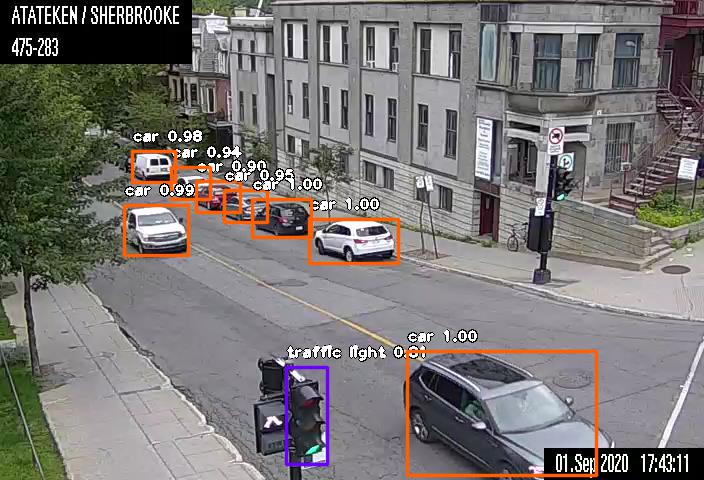 ATATEKEN / SHERBROOKE
475-283
car 0.98
car 0.94
car 0.90
car 0.95
car 0.99
car 1.00
car 1.00
car 1.00
traffic light
01.Sep 2020 17:43:11